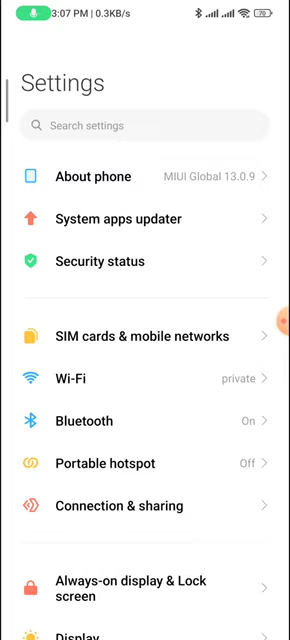 3:07 PM | 0.3KB/s
70
Settings
Search settings
About phone MIUI Global 13.0.9
System apps updater
Security status
SIM cards & mobile networks
Wi-Fi private
Bluetooth On
Portable hotspot Off
Connection & sharing
Always-on display & Lock
screen
Display